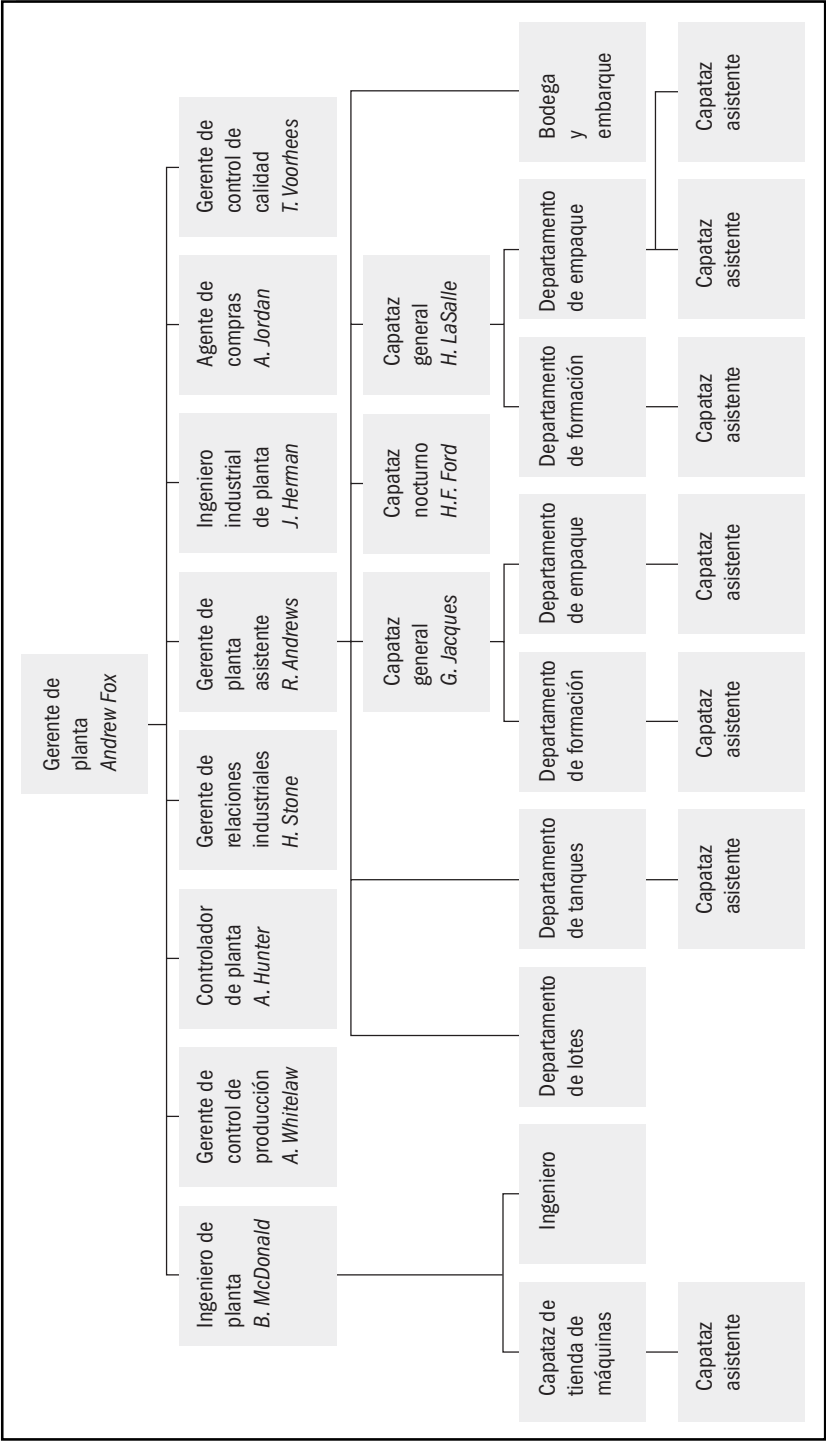 Gerente de
planta
Andrew Fox
Ingeniero de
planta
B. McDonald
Gerente de
control de
producción
A. Whitelaw
Controlador
de planta
A. Hunter
Gerente de
relaciones
industriales
H. Stone
Gerente de
planta
asistente
R. Andrews
Ingeniero
industrial
de planta
J. Herman
Agente de
compras
A. Jordan
Gerente de
control de
calidad
T. Voorhees
Capataz
general
G. Jacques
Capataz
nocturno
H.F. Ford
Capataz
general
H. LaSalle
Capataz de
tienda de
máquinas
Ingeniero
Departamento
de lotes
Departamento
de tanques
Departamento
de formación
Departamento
de empaque
Departamento
de formación
Departamento
de empaque
Bodega
y
embarque
Capataz
asistente
Capataz
asistente
Capataz
asistente
Capataz
asistente
Capataz
asistente
Capataz
asistente
Capataz
asistente